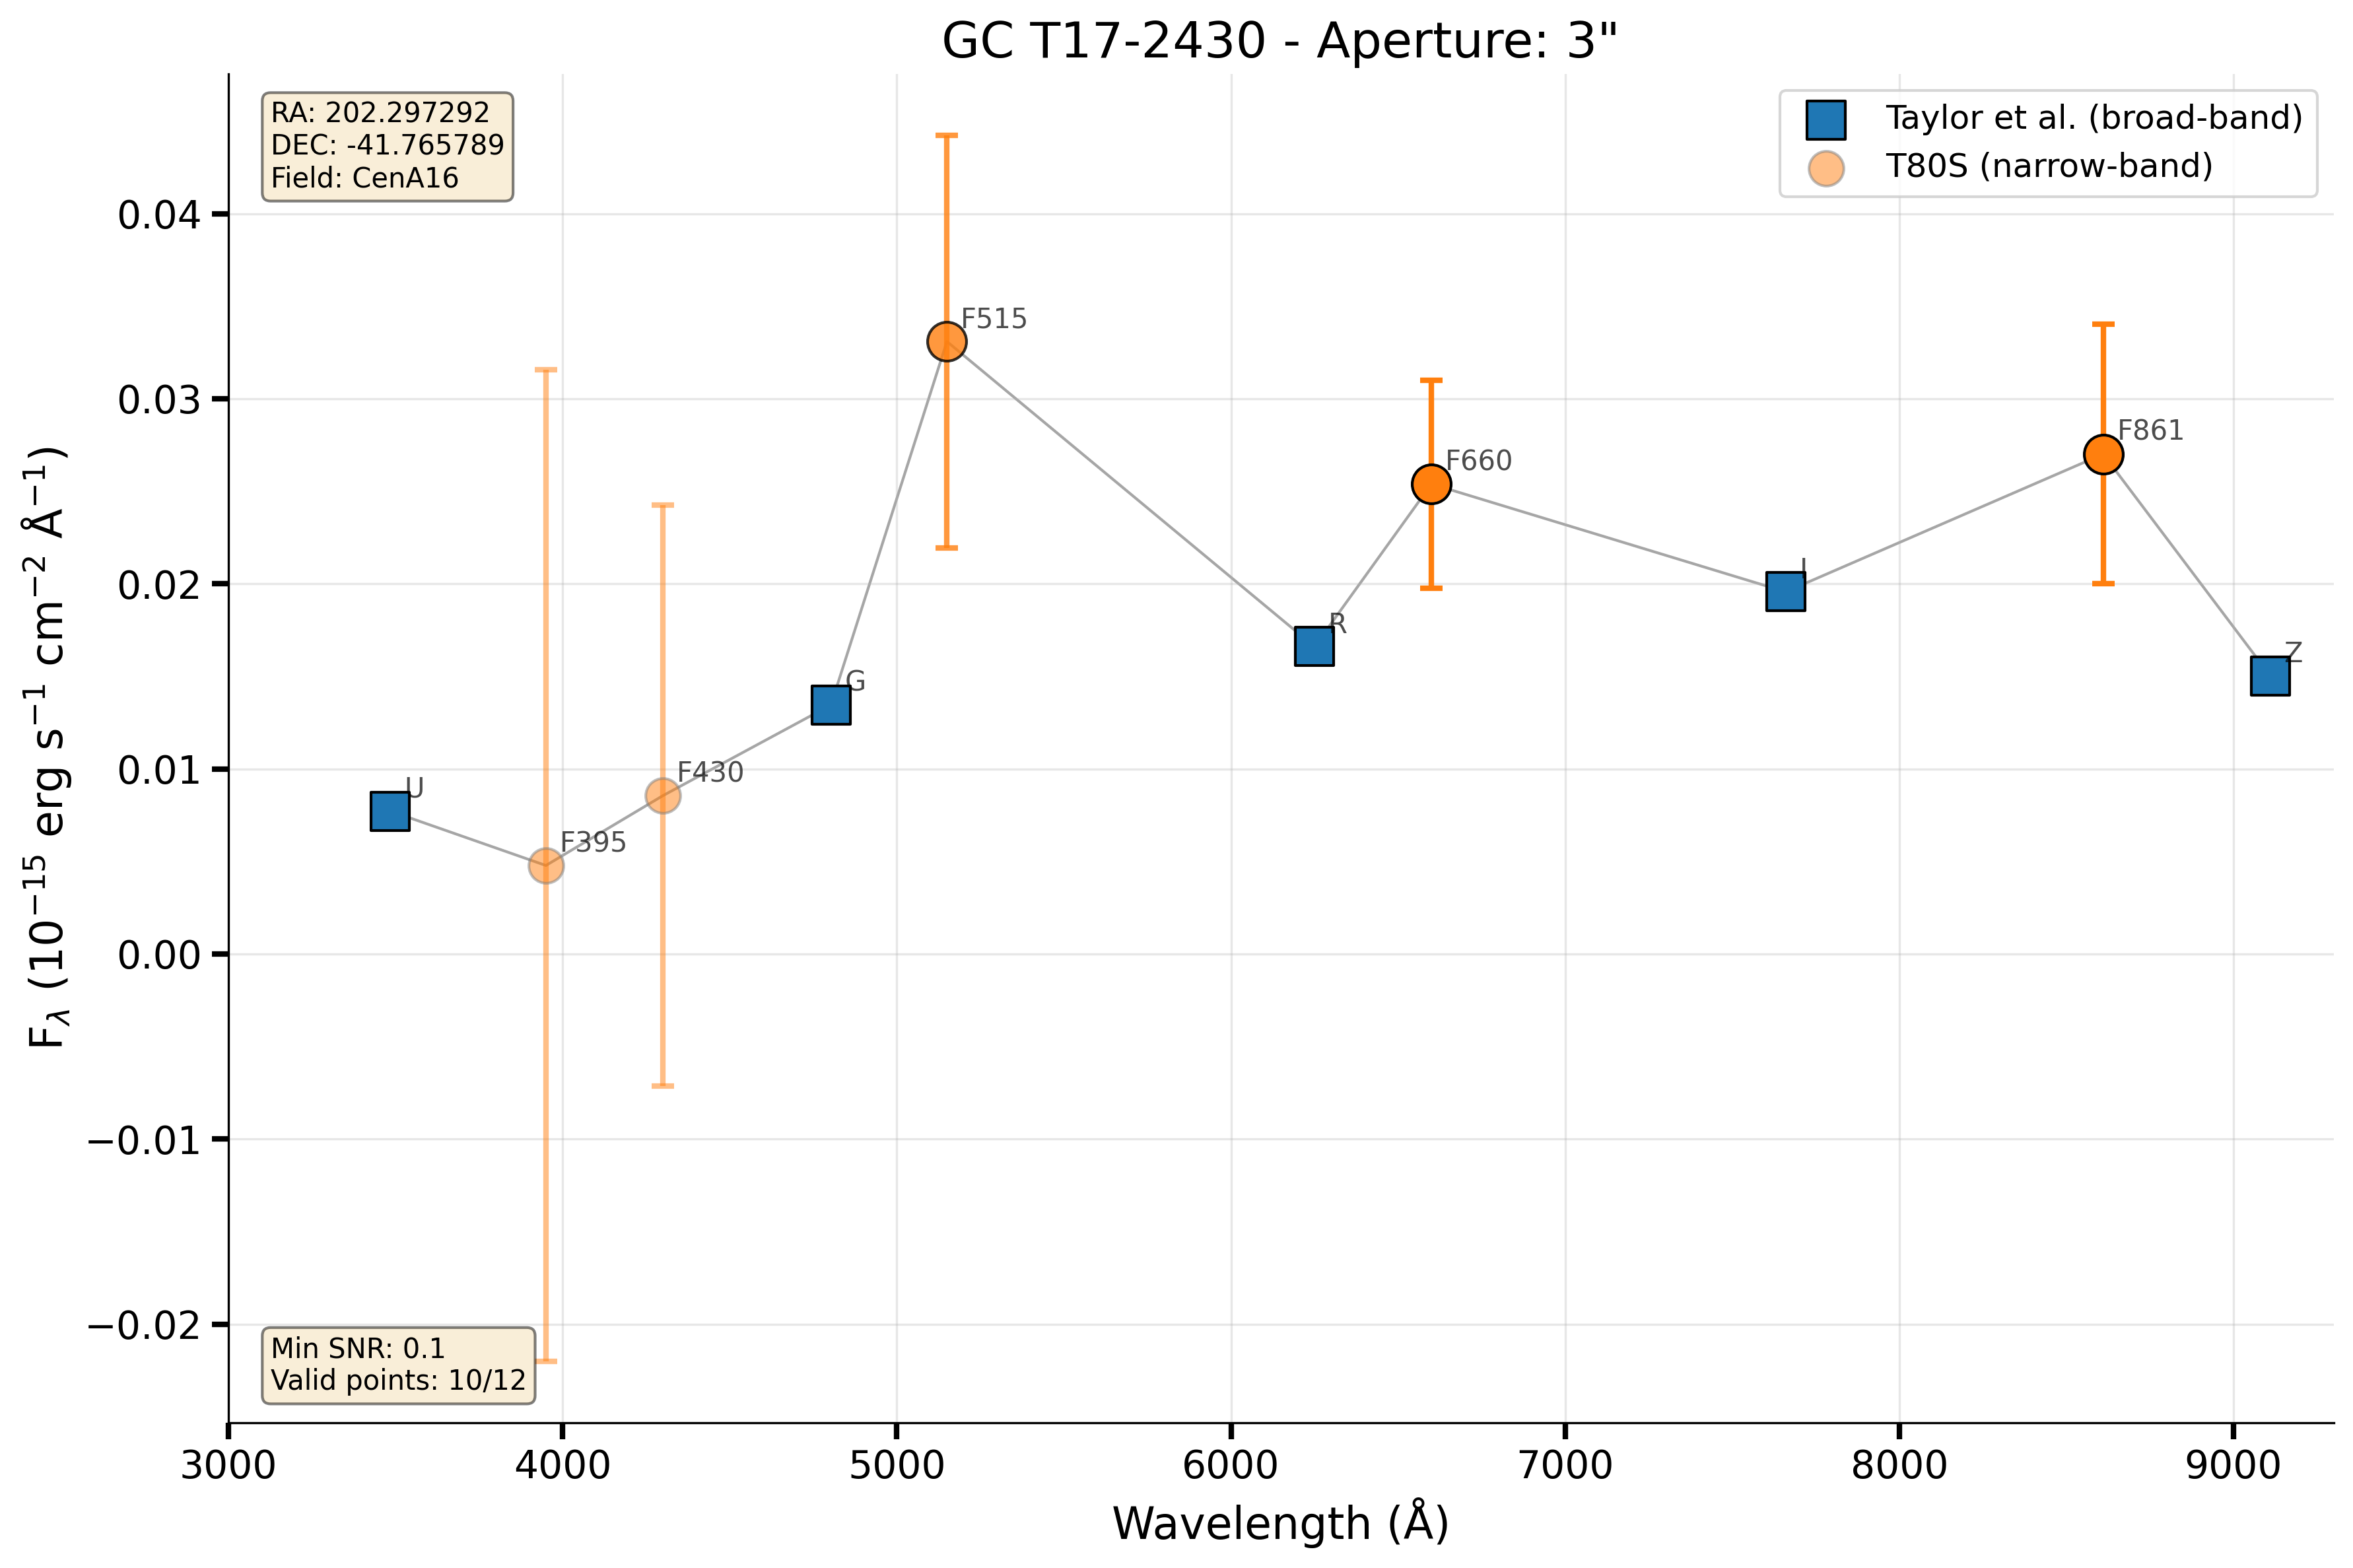 GC T17-2430 - Aperture: 3"
RA: 202.297292
DEC: -41.765789
Field: CenA16
Taylor et al. (broad-band)
T80S (narrow-band)
F515
F861
F660
I
R
Z
G
U
F430
F395
0.04
0.03
0.02
0.01
0.00
−0.01
−0.02
F_λ (10⁻¹⁵ erg s⁻¹ cm⁻² Å⁻¹)
Min SNR: 0.1
Valid points: 10/12
3000 4000 5000 6000 7000 8000 9000
Wavelength (Å)